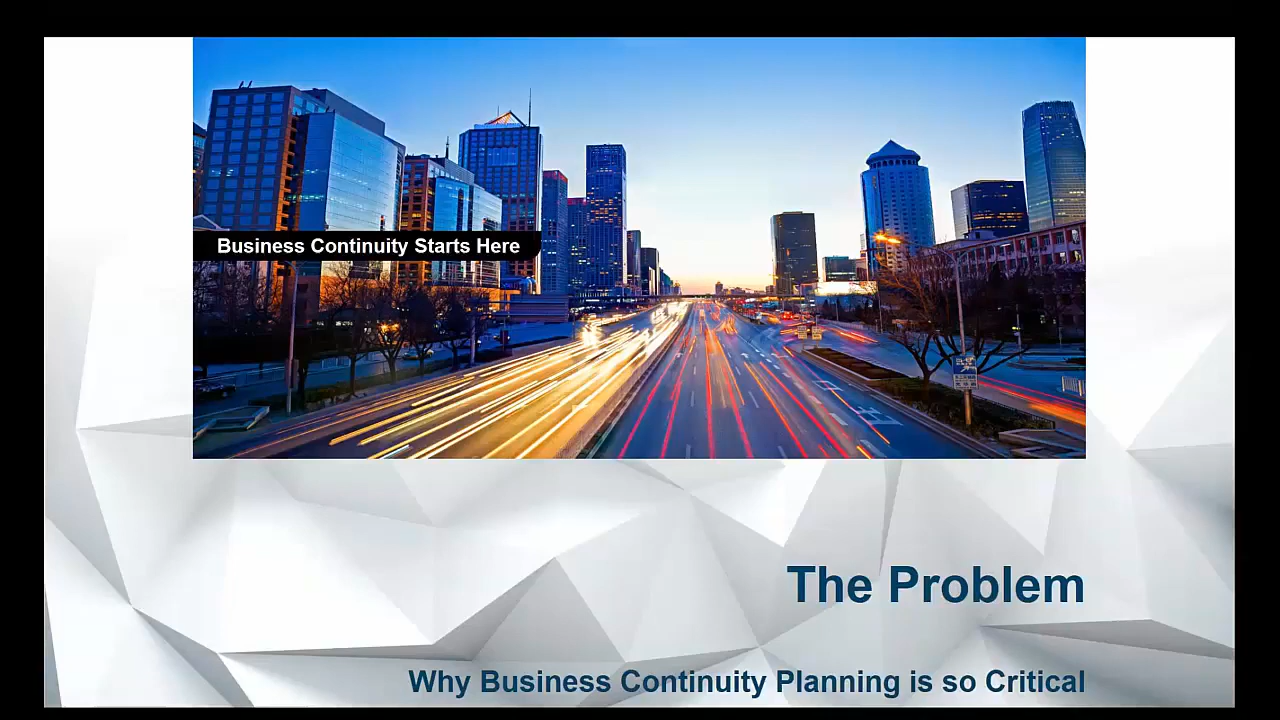 Business Continuity Starts Here
The Problem
Why Business Continuity Planning is so Critical